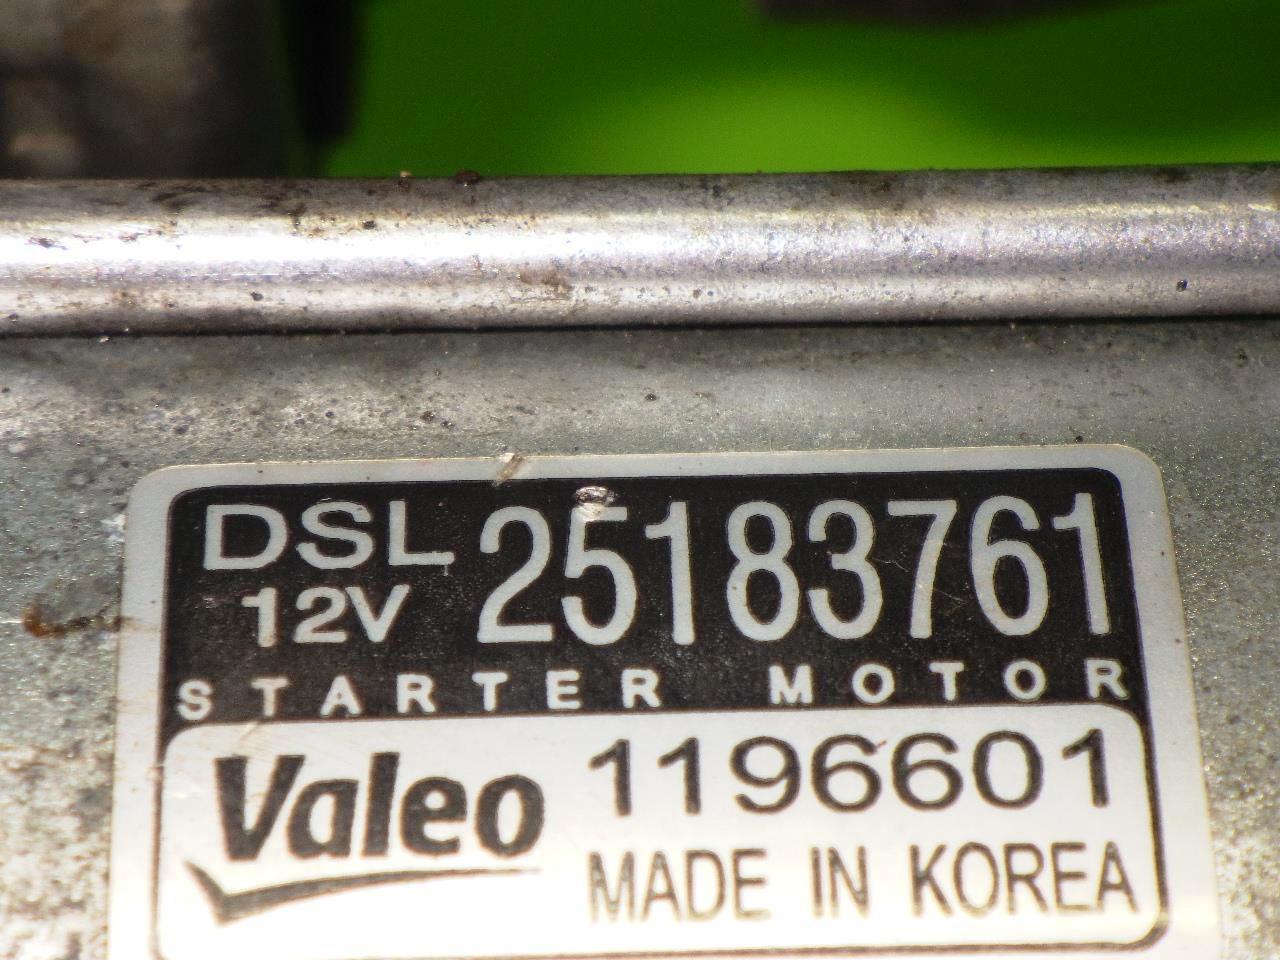 DSL 25183761
12V
STARTER MOTOR
Valeo 1196601
MADE IN KOREA